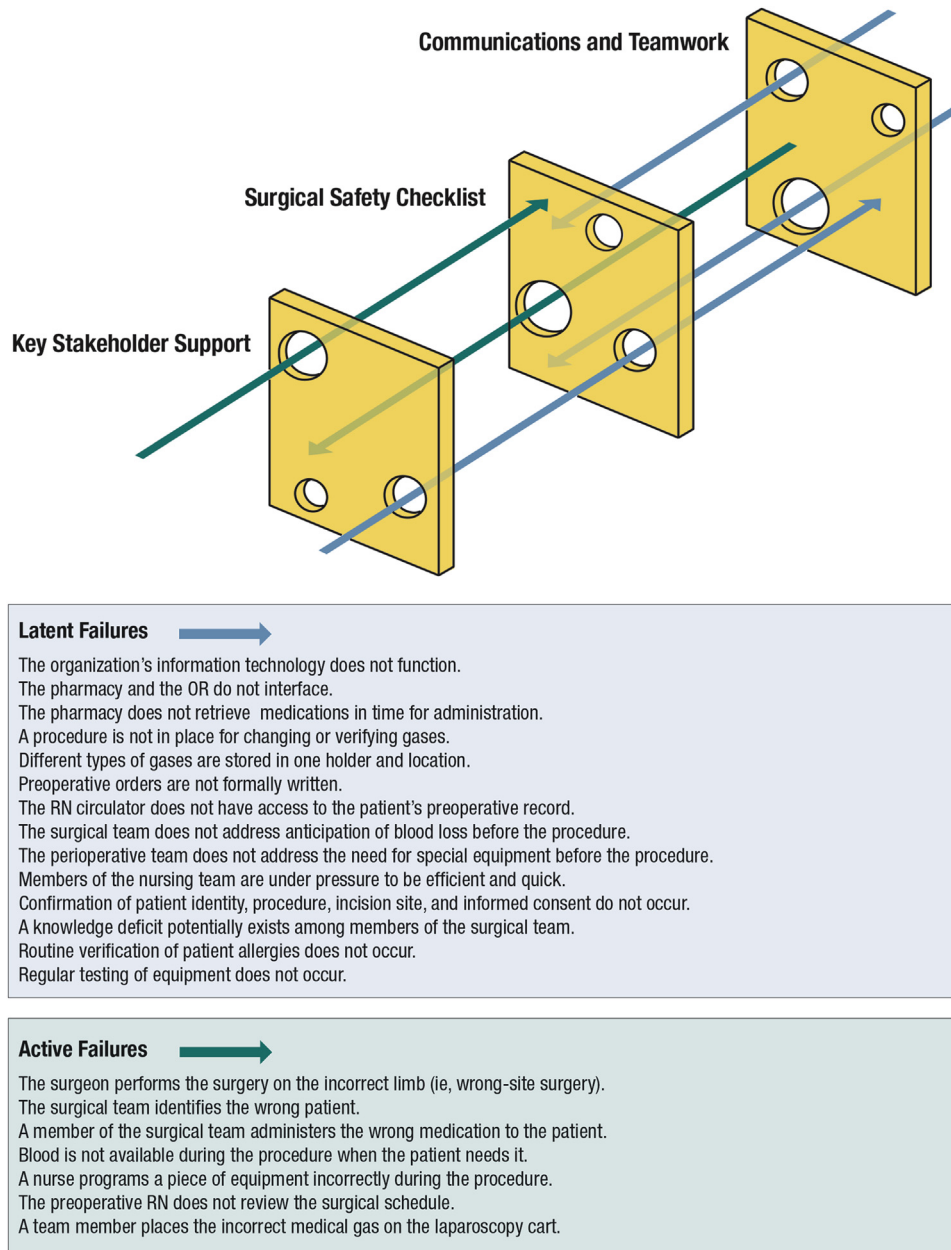 Communications and Teamwork
Surgical Safety Checklist
Key Stakeholder Support
Latent Failures
The organization's information technology does not function.
The pharmacy and the OR do not interface.
The pharmacy does not retrieve medications in time for administration.
A procedure is not in place for changing or verifying gases.
Different types of gases are stored in one holder and location.
Preoperative orders are not formally written.
The RN circulator does not have access to the patient's preoperative record.
The surgical team does not address anticipation of blood loss before the procedure.
The perioperative team does not address the need for special equipment before the procedure.
Members of the nursing team are under pressure to be efficient and quick.
Confirmation of patient identity, procedure, incision site, and informed consent do not occur.
A knowledge deficit potentially exists among members of the surgical team.
Routine verification of patient allergies does not occur.
Regular testing of equipment does not occur.
Active Failures
The surgeon performs the surgery on the incorrect limb (ie, wrong-site surgery).
The surgical team identifies the wrong patient.
A member of the surgical team administers the wrong medication to the patient.
Blood is not available during the procedure when the patient needs it.
A nurse programs a piece of equipment incorrectly during the procedure.
The preoperative RN does not review the surgical schedule.
A team member places the incorrect medical gas on the laparoscopy cart.